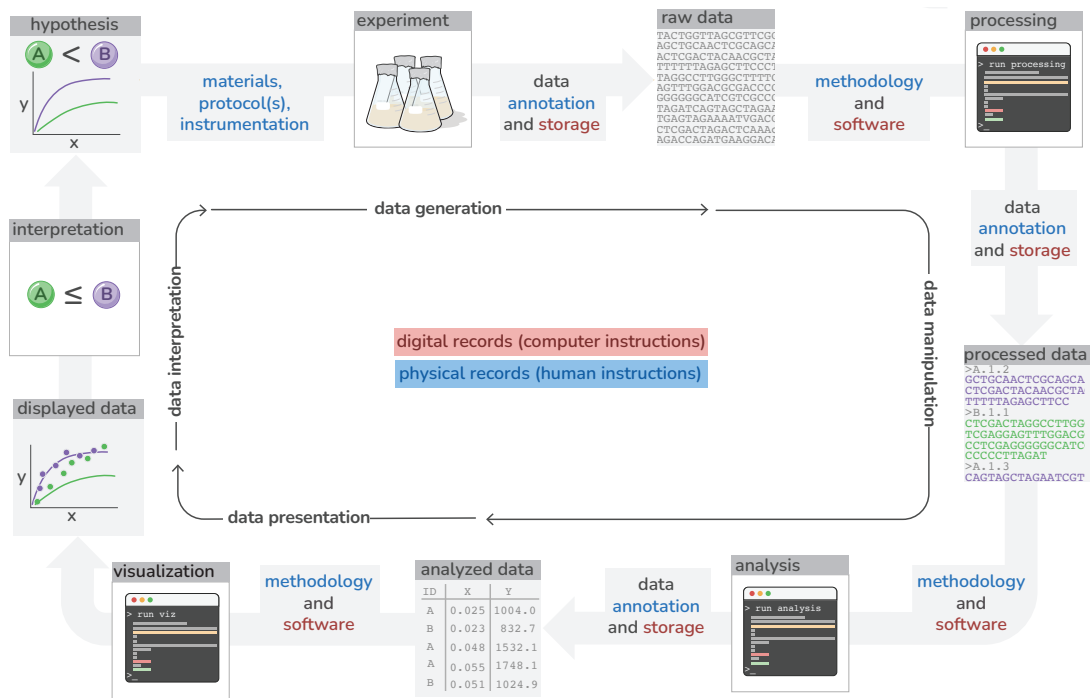 hypothesis
A < B
y
x
materials,
protocol(s),
instrumentation
experiment
data
annotation
and storage
raw data
TACTGGTTAGCGTTCGC
AGCTGCAACTCGCAGCA
ACTCGACTACAACGCTA
TTTTTTAGAGCTTCCCT
TAGGCCTTGGGCTTTTC
AGTTTGGACGCGACCCG
GGGGGGCATCGTCGCCC
TAGATCAGTAGCTAGAA
TGAGTAGAAAATVGACG
CTCGACTAGACTCAAAc
AGACCAGATGAAGGACA
methodology
and
software
processing
> run processing
>_
data
annotation
and storage
processed data
>A.1.2
GCTGCAACTCGCAGCA
CTCGACTACAACGCTA
TTTTTAGAGCTTCC
>B.1.1
CTCGACTAGGCCTTGG
TCGAGGAGTTTGGACG
CCTCGAGGGGGGCATC
CCCCCTTAGAT
>A.1.3
CAGTAGCTAGAATCGT
methodology
and
software
analysis
> run analysis
>_
data
annotation
and storage
analyzed data
ID X Y
A 0.025 1004.0
B 0.023 832.7
A 0.048 1532.1
A 0.055 1748.1
B 0.051 1024.9
methodology
and
software
visualization
> run viz
>_
displayed data
y
x
interpretation
A ≤ B
data generation
data manipulation
data presentation
data interpretation
digital records (computer instructions)
physical records (human instructions)